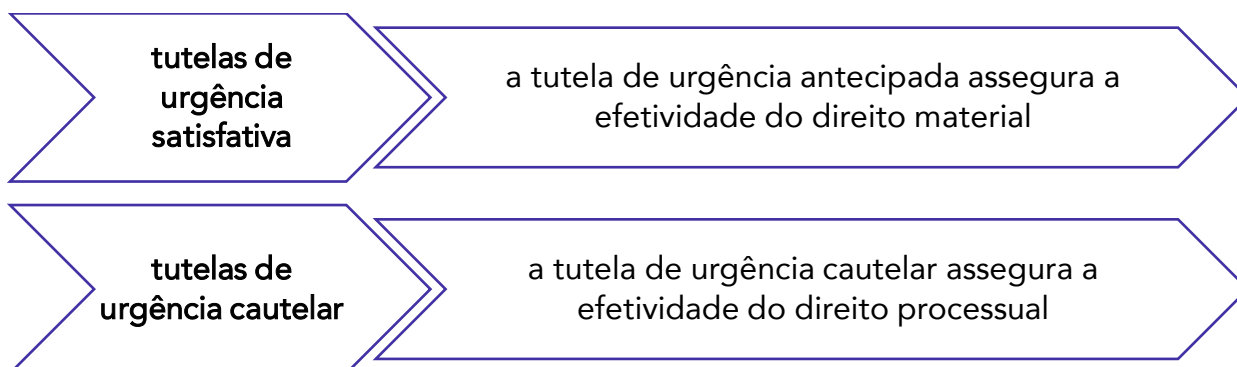 tutelas de
urgência
satisfativa
a tutela de urgência antecipada assegura a
efetividade do direito material
tutelas de
urgência cautelar
a tutela de urgência cautelar assegura a
efetividade do direito processual